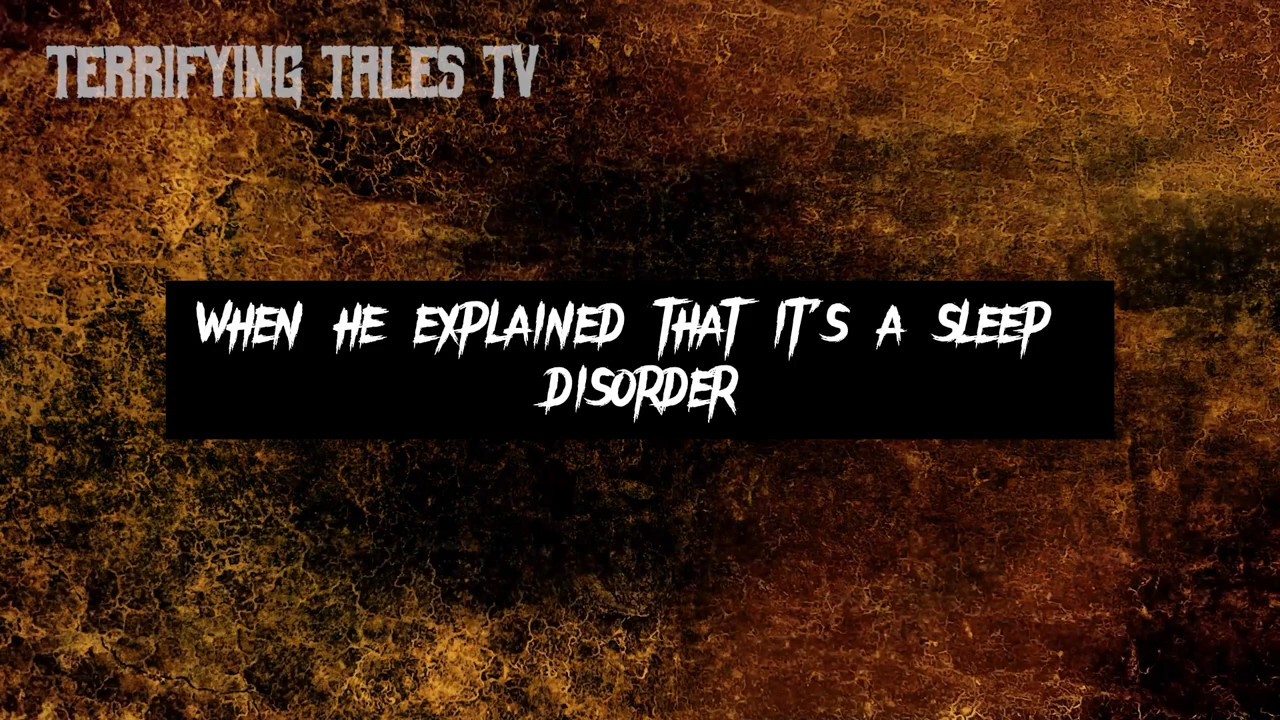 TERRIFYING TALES TV
WHEN HE EXPLAINED THAT IT'S A SLEEP
DISORDER